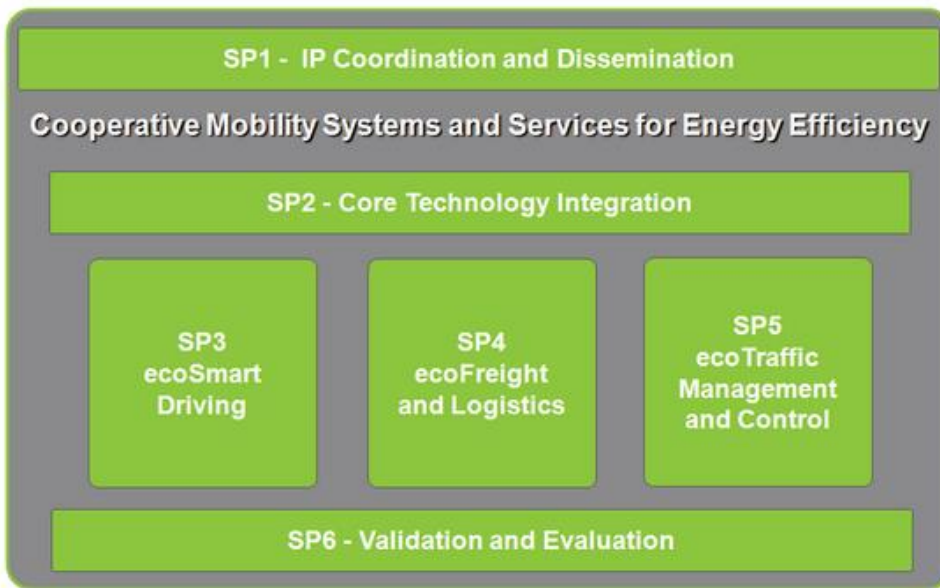 SP1 - IP Coordination and Dissemination
Cooperative Mobility Systems and Services for Energy Efficiency
SP2 - Core Technology Integration
SP3
ecoSmart
Driving
SP4
ecoFreight
and Logistics
SP5
ecoTraffic
Management
and Control
SP6 - Validation and Evaluation